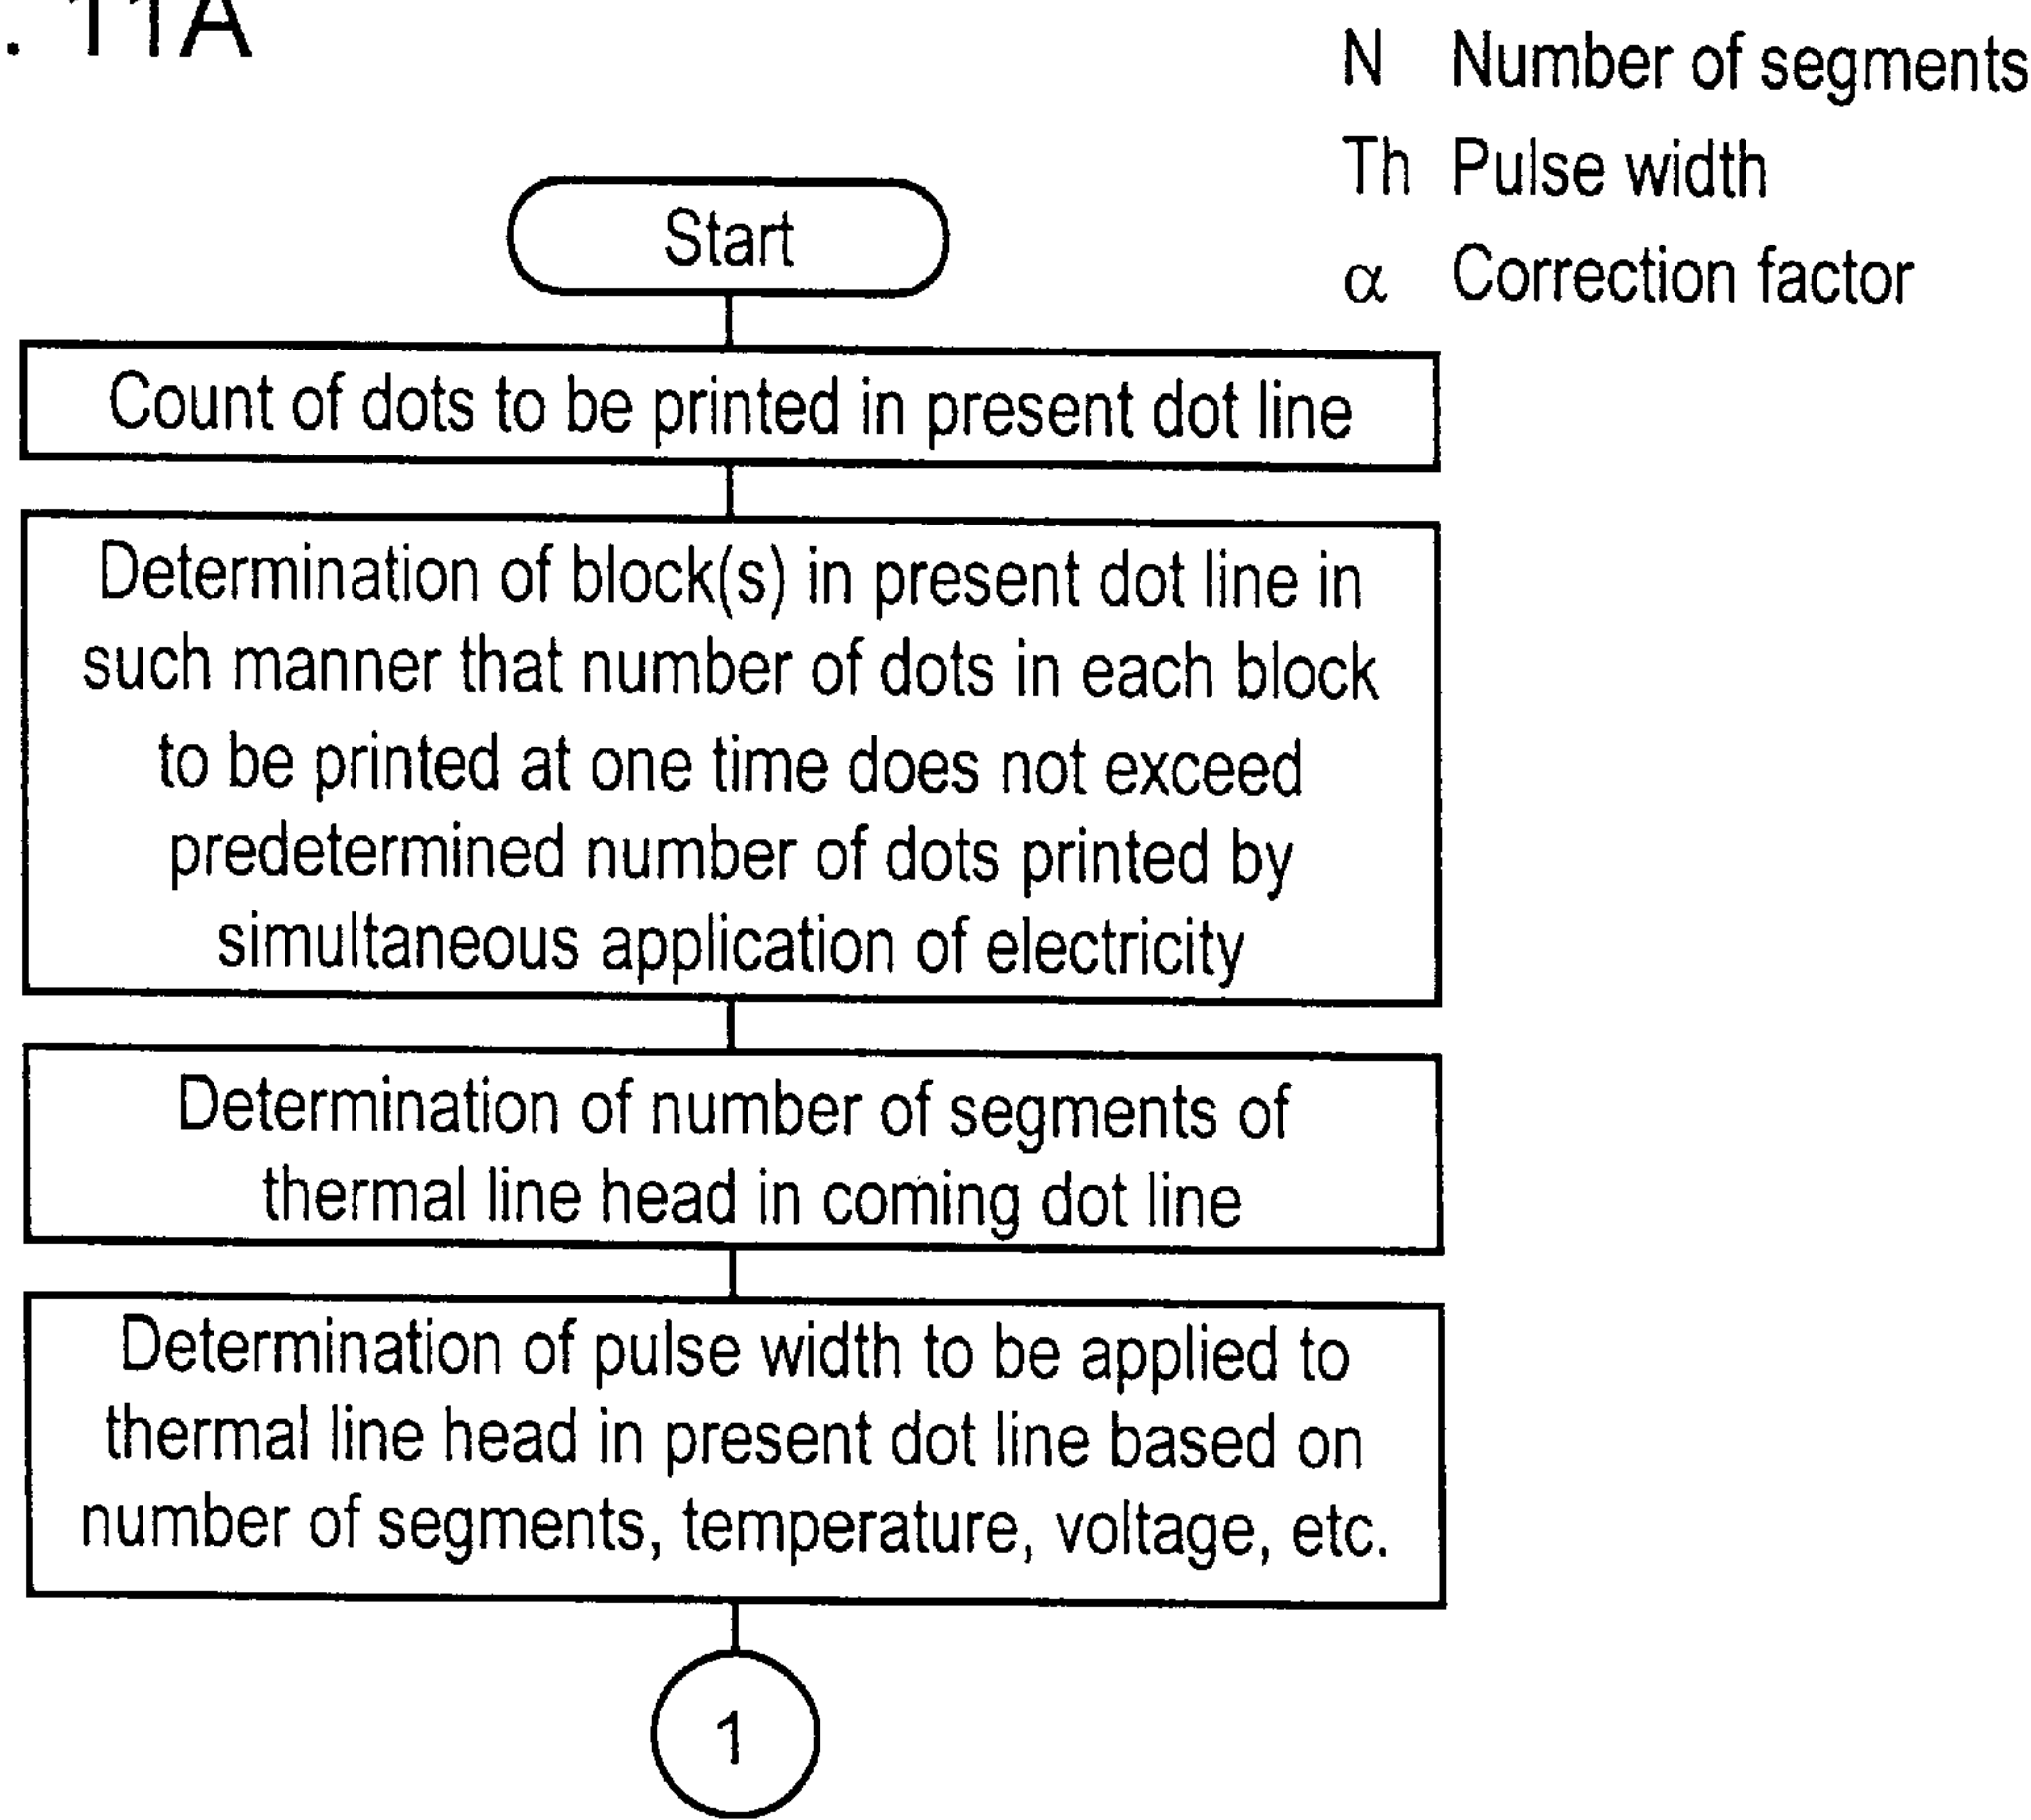 . 11A
N Number of segments
Th Pulse width
α Correction factor
Start
Count of dots to be printed in present dot line
Determination of block(s) in present dot line in
such manner that number of dots in each block
to be printed at one time does not exceed
predetermined number of dots printed by
simultaneous application of electricity
Determination of number of segments of
thermal line head in coming dot line
Determination of pulse width to be applied to
thermal line head in present dot line based on
number of segments, temperature, voltage, etc.
1